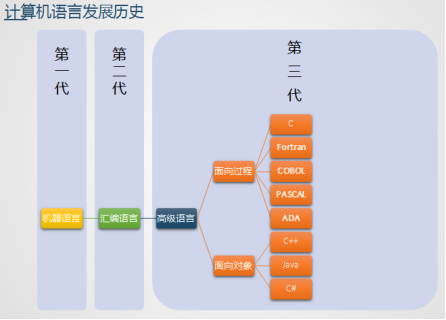 计算机语言发展历史
第一代
第二代
第三代
机器语言
汇编语言
高级语言
面向过程
C
Fortran
COBOL
PASCAL
ADA
面向对象
C++
Java
C#